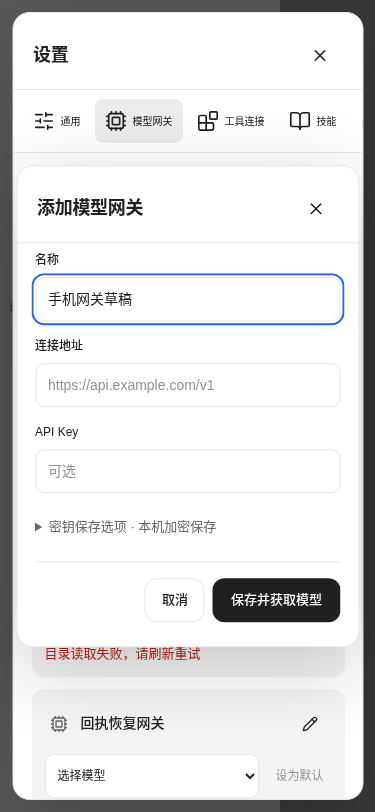 设置
通用
模型网关
工具连接
技能
添加模型网关
名称
手机网关草稿
连接地址
https://api.example.com/v1
API Key
可选
密钥保存选项 · 本机加密保存
取消
保存并获取模型
目录读取失败，请刷新重试
回执恢复网关
选择模型
设为默认